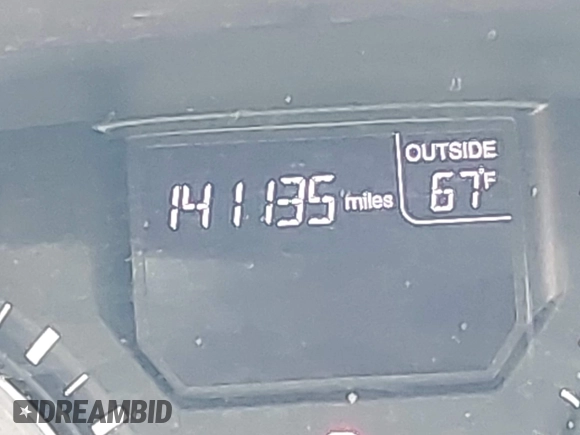 OUTSIDE
141135 miles 67°F
DREAMBID